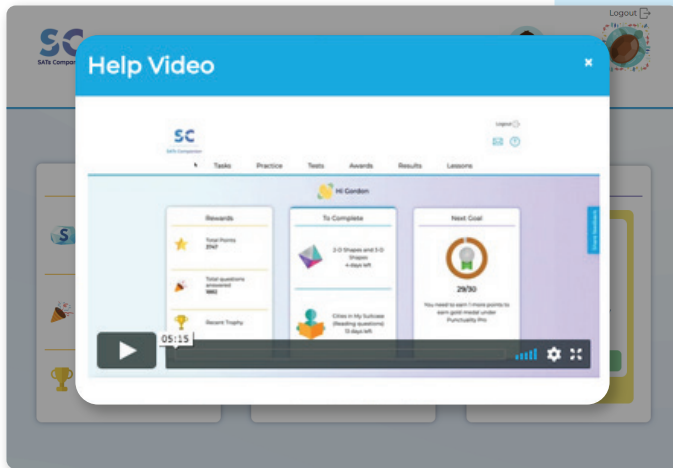 Logout
SC
SATs Compan
Help Video
×
Logout
SC
SATs Companion
Tasks Practice Tests Awards Results Lessons
Hi Gordon
Rewards
Total Points
2747
Total questions
answered
1882
Recent Trophy
To Complete
2-D Shapes and 3-D
Shapes
4 days left
Cities in My Suitcase
(Reading questions)
13 days left
Next Goal
29/30
You need to earn 1 more points to
earn gold medal under
Punctuality Pro
Share feedback
05:15
S